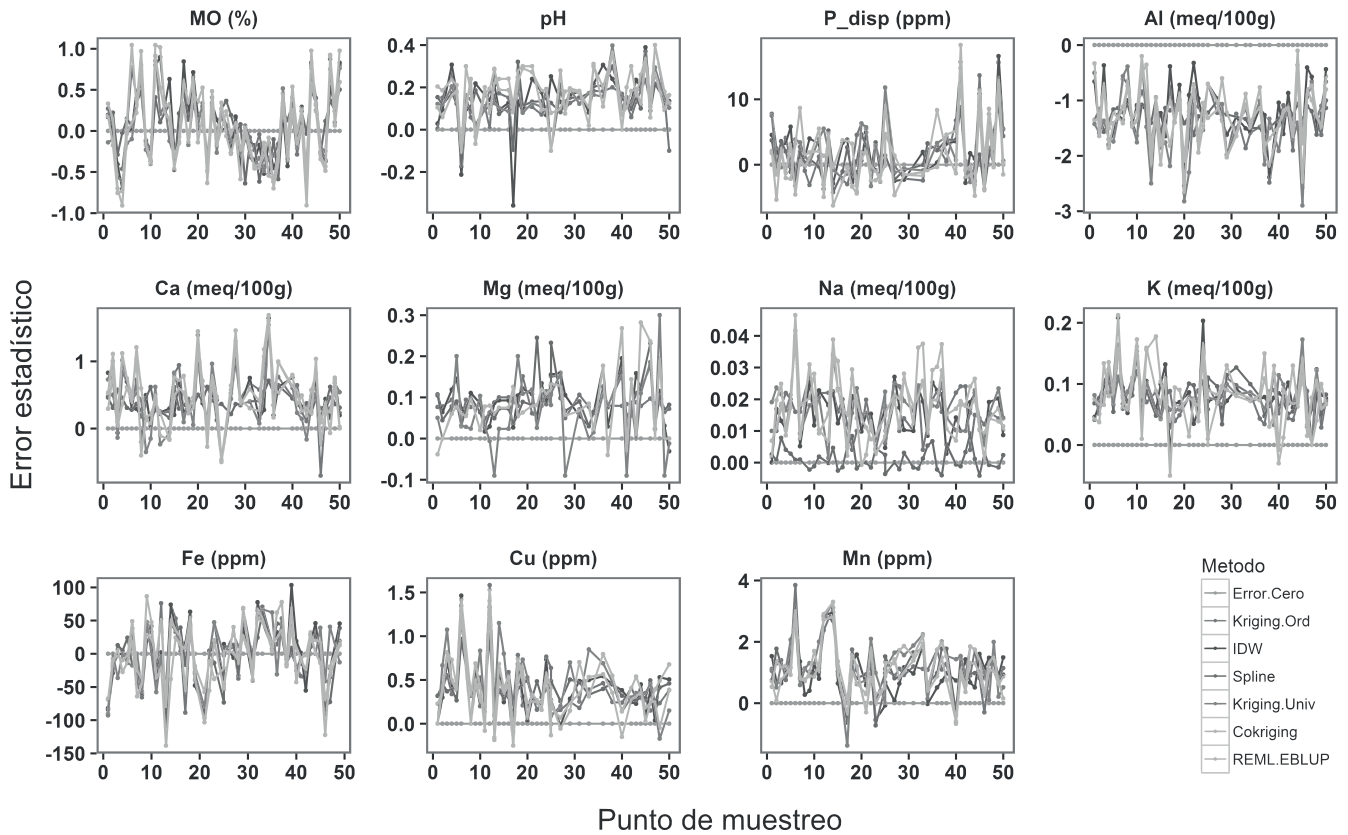 MO (%)
pH
P_disp (ppm)
Al (meq/100g)
1.0
0.5
0.0
-0.5
-1.0
0 10 20 30 40 50
0.4
0.2
0.0
-0.2
0 10 20 30 40 50
10
0
0 10 20 30 40 50
0
-1
-2
-3
0 10 20 30 40 50
Error estadístico
Ca (meq/100g)
Mg (meq/100g)
Na (meq/100g)
K (meq/100g)
1
0
0 10 20 30 40 50
0.3
0.2
0.1
0.0
-0.1
0 10 20 30 40 50
0.04
0.03
0.02
0.01
0.00
0 10 20 30 40 50
0.2
0.1
0.0
0 10 20 30 40 50
Fe (ppm)
Cu (ppm)
Mn (ppm)
100
50
0
-50
-100
-150
0 10 20 30 40 50
1.5
1.0
0.5
0.0
0 10 20 30 40 50
4
2
0
0 10 20 30 40 50
Metodo
Error.Cero
Kriging.Ord
IDW
Spline
Kriging.Univ
Cokriging
REML.EBLUP
Punto de muestreo